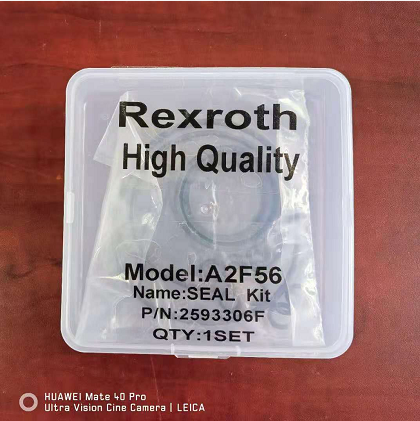 Rexroth
High Quality
Model:A2F56
Name:SEAL Kit
P/N:2593306F
QTY:1SET
HUAWEI Mate 40 Pro
Ultra Vision Cine Camera | LEICA